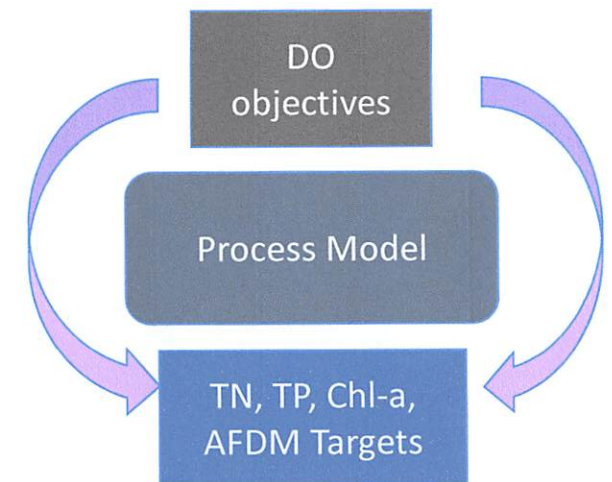 DO
objectives
Process Model
TN, TP, Chl-a,
AFDM Targets